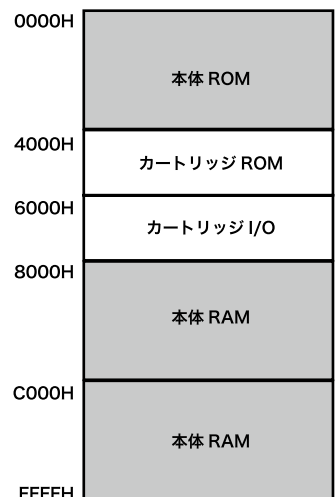 0000H
本体 ROM
4000H
カートリッジ ROM
6000H
カートリッジ I/O
8000H
本体 RAM
C000H
本体 RAM
FFFFH